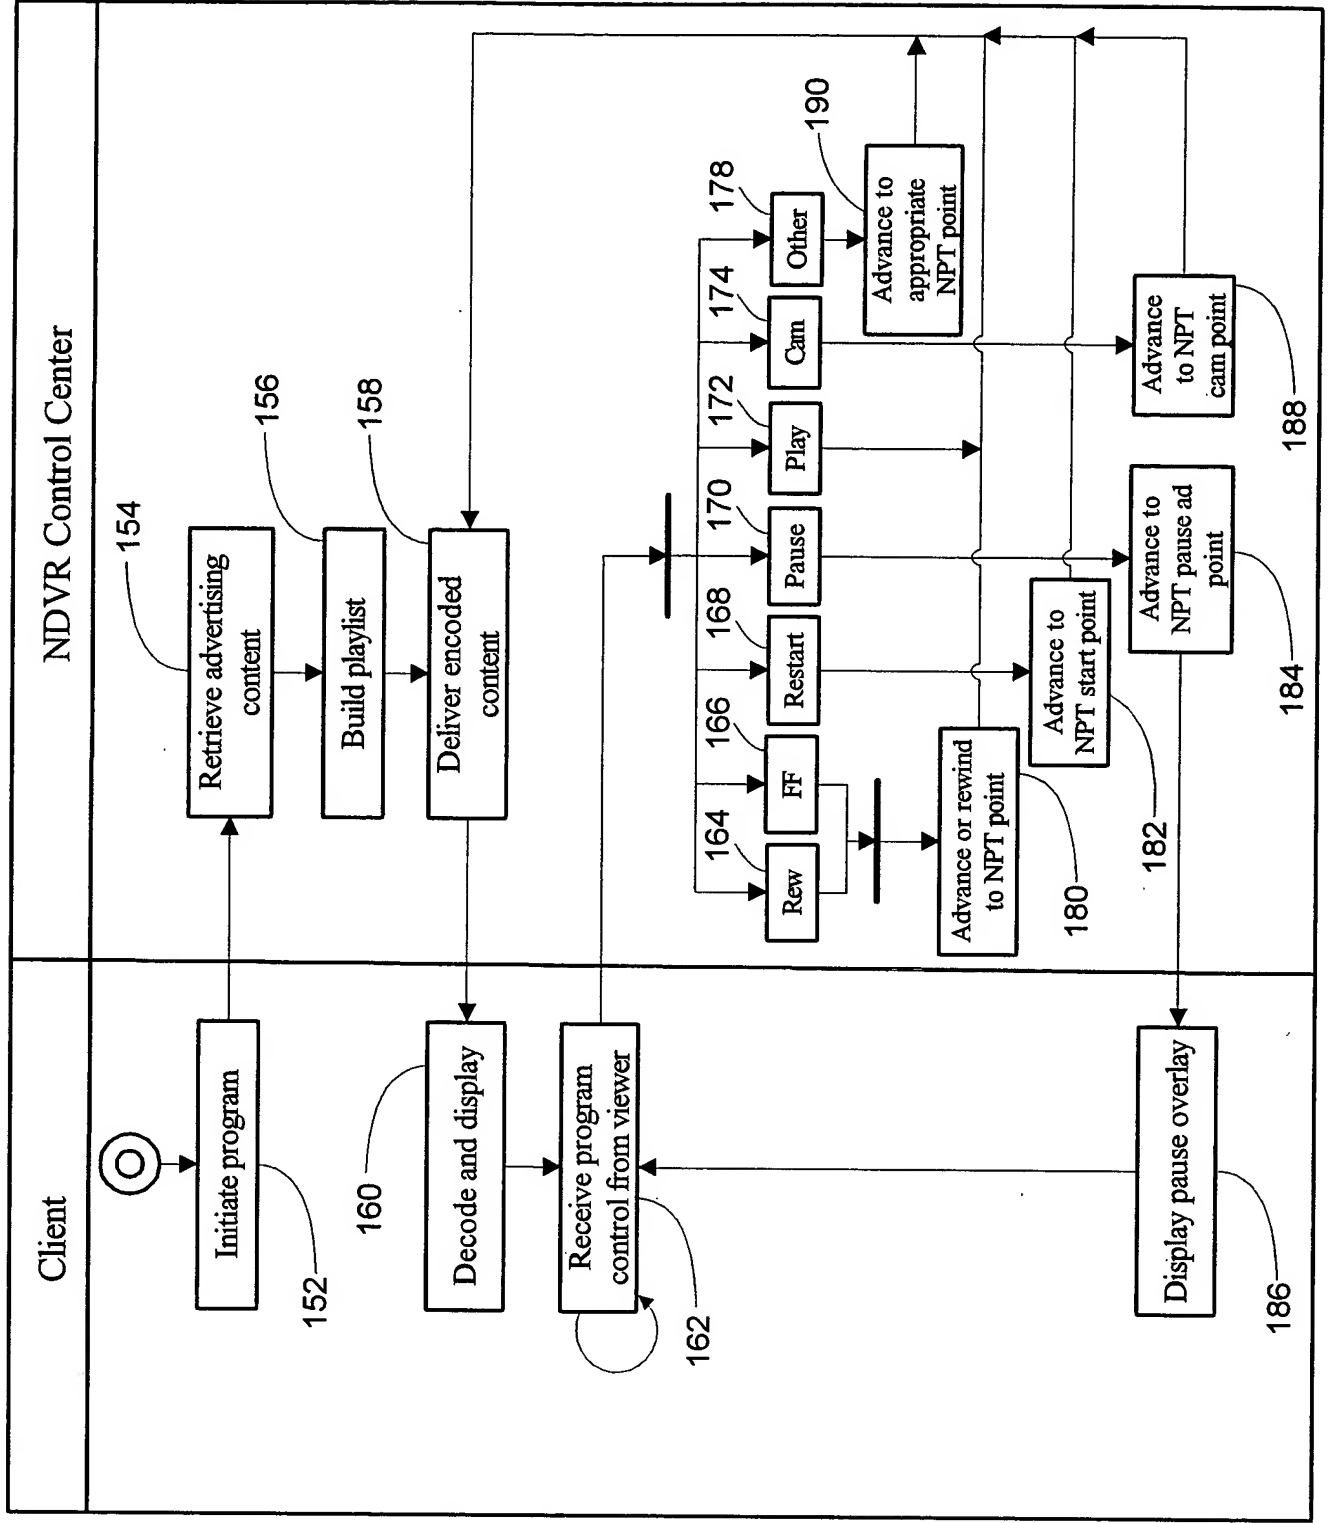 Client
NDVR Control Center
Initiate program
152
154
Retrieve advertising
content
156
Build playlist
158
Deliver encoded
content
160
Decode and display
Receive program
control from viewer
162
164
Rew
166
FF
168
Restart
170
Pause
172
Play
174
Cam
178
Other
Advance or rewind
to NPT point
180
Advance to
NPT start point
182
Advance to
NPT pause ad
point
184
Display pause overlay
186
Advance
to NPT
cam point
188
190
Advance to
appropriate
NPT point